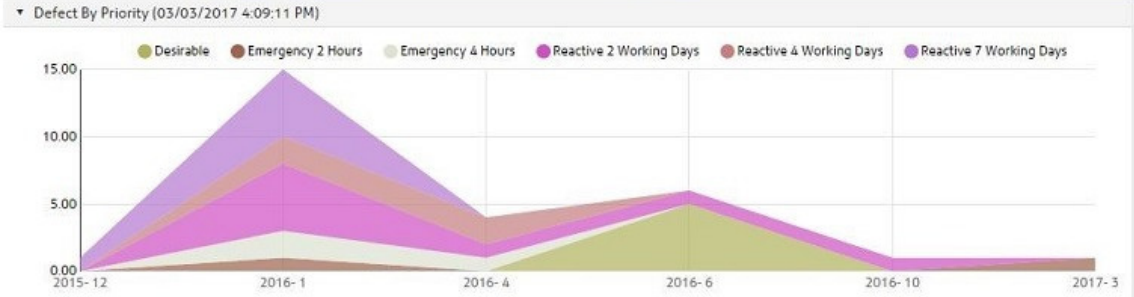 Defect By Priority (03/03/2017 4:09:11 PM)
Desirable Emergency 2 Hours Emergency 4 Hours Reactive 2 Working Days Reactive 4 Working Days Reactive 7 Working Days
15.00
10.00
5.00
0.00
2015- 12 2016- 1 2016- 4 2016- 6 2016- 10 2017- 3